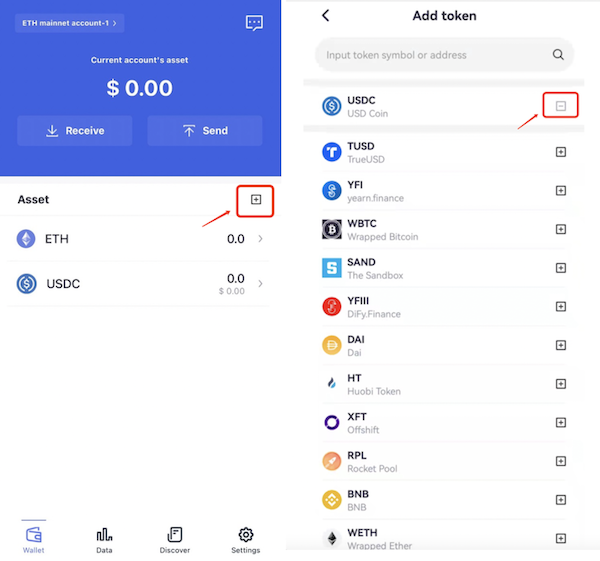 ETH mainnet account-1 >
Current account's asset
$ 0.00
Receive
Send
Asset
ETH
0.0
USDC
0.0
$ 0.00
Wallet
Data
Discover
Settings
Add token
Input token symbol or address
USDC
USD Coin
TUSD
TrueUSD
YFI
yearn.finance
WBTC
Wrapped Bitcoin
SAND
The Sandbox
YFIII
DiFy.Finance
DAI
Dai
HT
Huobi Token
XFT
Offshift
RPL
Rocket Pool
BNB
BNB
WETH
Wrapped Ether